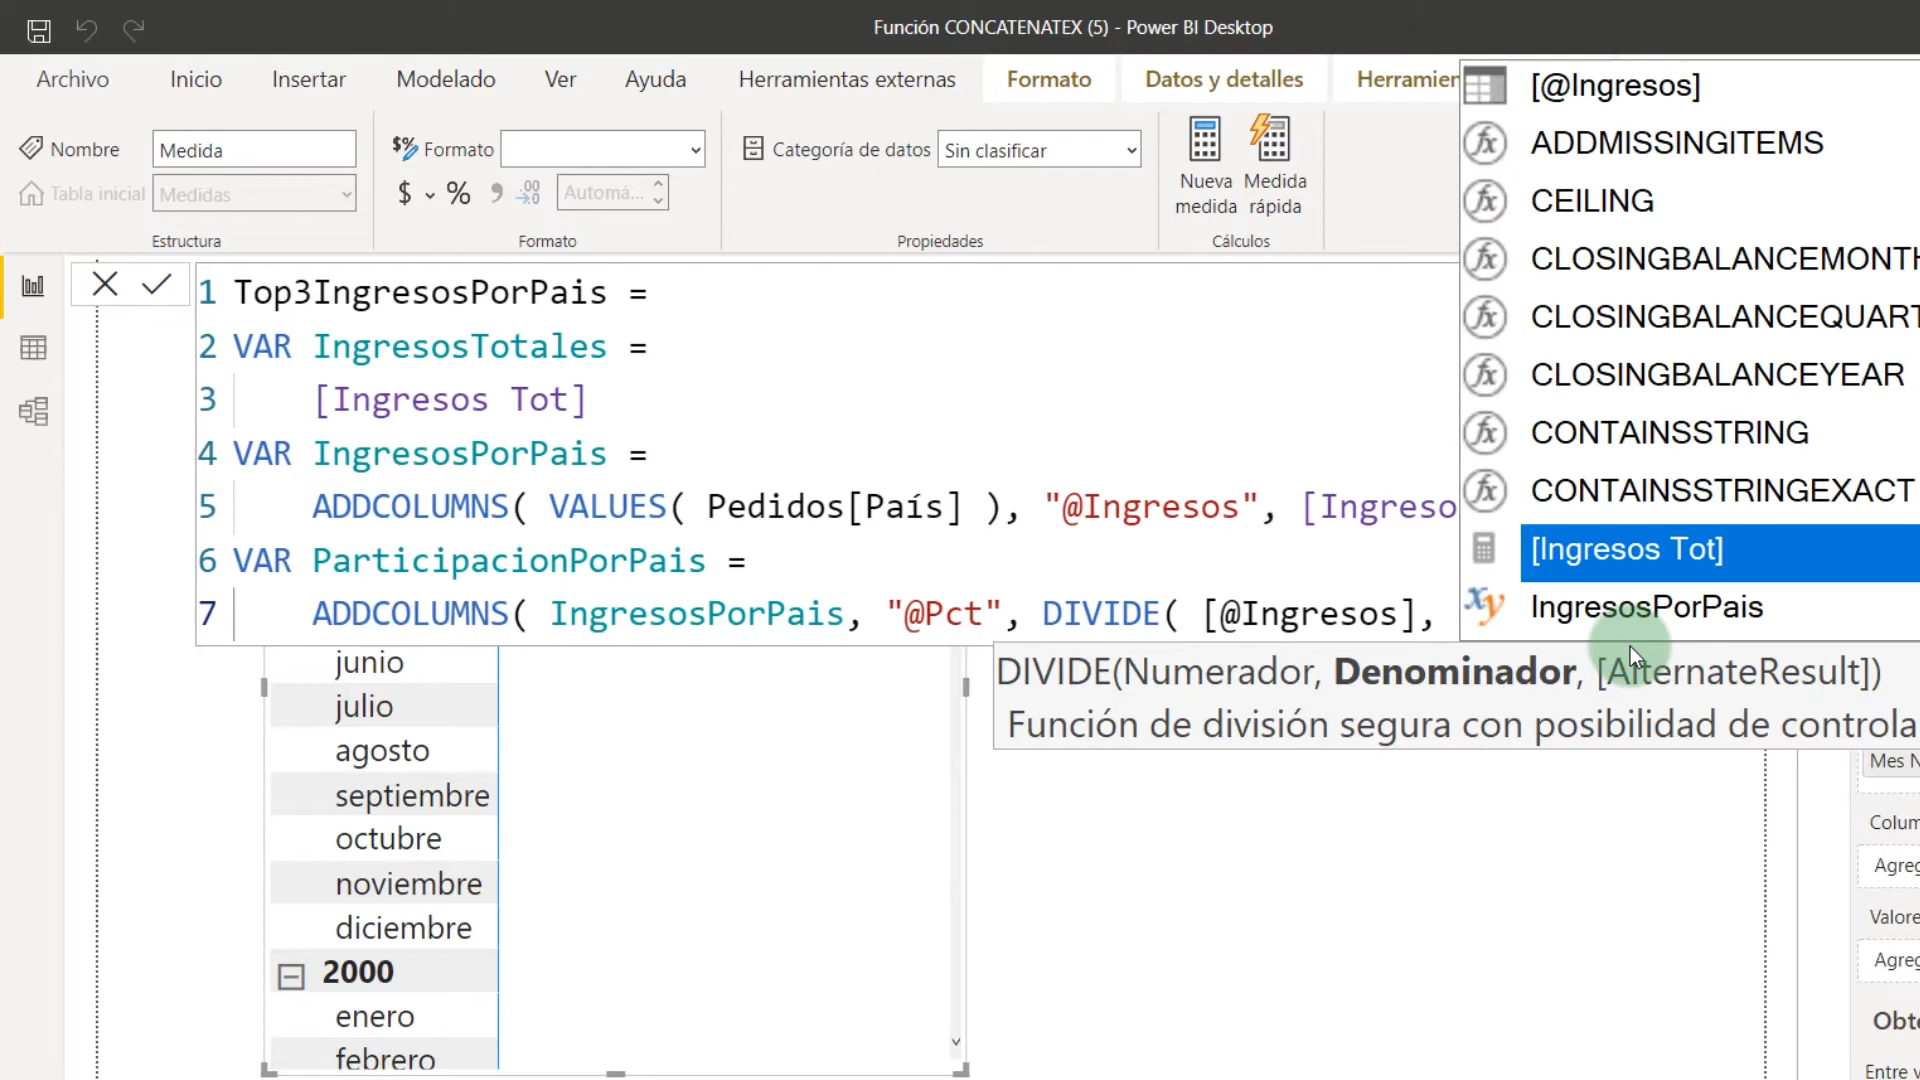 Función CONCATENATEX (5) - Power BI Desktop
Archivo Inicio Insertar Modelado Ver Ayuda Herramientas externas Formato Datos y detalles Herramien
Nombre Medida
Tabla inicial Medidas
Estructura
Formato
$ % Automá...
Formato
Categoría de datos Sin clasificar
Propiedades
Nueva medida
Medida rápida
Cálculos
1 Top3IngresosPorPais =
2 VAR IngresosTotales =
3 [Ingresos Tot]
4 VAR IngresosPorPais =
5 ADDCOLUMNS( VALUES( Pedidos[País] ), "@Ingresos", [Ingreso
6 VAR ParticipacionPorPais =
7 ADDCOLUMNS( IngresosPorPais, "@Pct", DIVIDE( [@Ingresos],
[@Ingresos]
ADDMISSINGITEMS
CEILING
CLOSINGBALANCEMONTH
CLOSINGBALANCEQUART
CLOSINGBALANCEYEAR
CONTAINSSTRING
CONTAINSSTRINGEXACT
[Ingresos Tot]
IngresosPorPais
DIVIDE(Numerador, Denominador, [AlternateResult])
Función de división segura con posibilidad de controla
junio
julio
agosto
septiembre
octubre
noviembre
diciembre
2000
enero
febrero
Mes N
Colum
Agreg
Valore
Agreg
Obte
Entre v